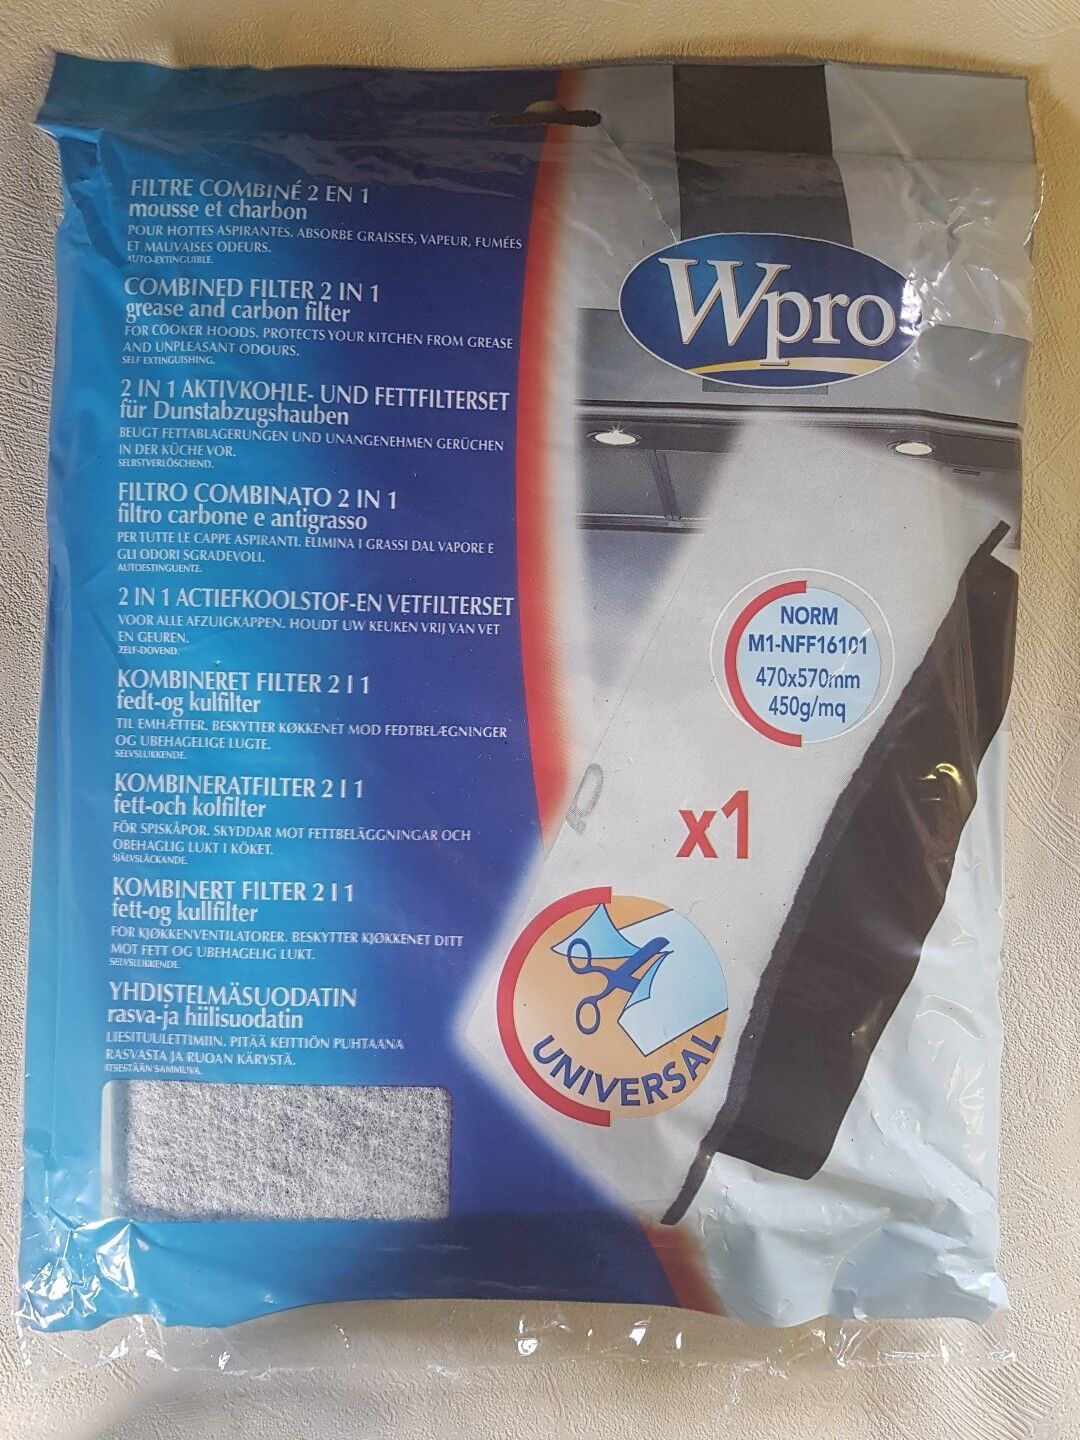 FILTRE COMBINÉ 2 EN 1
mousse et charbon
POUR HOTTES ASPIRANTES. ABSORBE GRAISSES, VAPEUR, FUMÉES
ET MAUVAISES ODEURS.
AUTO-EXTINGUIBLE.
COMBINED FILTER 2 IN 1
grease and carbon filter
FOR COOKER HOODS. PROTECTS YOUR KITCHEN FROM GREASE
AND UNPLEASANT ODOURS.
SELF EXTINGUISHING.
2 IN 1 AKTIVKOHLE- UND FETTFILTERSET
für Dunstabzugshauben
BEUGT FETTABLAGERUNGEN UND UNANGENEHMEN GERÜCHEN
IN DER KÜCHE VOR.
SELBSTVERLÖSCHEND.
FILTRO COMBINATO 2 IN 1
filtro carbone e antigrasso
PER TUTTE LE CAPPE ASPIRANTI. ELIMINA I GRASSI DAL VAPORE E
GLI ODORI SGRADEVOLI.
AUTOESTINGUENTE.
2 IN 1 ACTIEFKOOLSTOF-EN VETFILTERSET
VOOR ALLE AFZUIGKAPPEN. HOUDT UW KEUKEN VRIJ VAN VET
EN GEUREN.
ZELF-DOVEND.
KOMBINERET FILTER 2 I 1
fedt-og kulfilter
TIL EMHÆTTER. BESKYTTER KØKKENET MOD FEDTBELÆGNINGER
OG UBEHAGELIGE LUGTE.
SELVSLUKKENDE.
KOMBINERATFILTER 2 I 1
fett-och kolfilter
FÖR SPISKÅPOR. SKYDDAR MOT FETTBELÄGGNINGAR OCH
OBEHAGLIG LUKT I KÖKET.
SJÄLVSLÄCKANDE.
KOMBINERT FILTER 2 I 1
fett-og kullfilter
FOR KJØKKENVENTILATORER. BESKYTTER KJØKKENET DITT
MOT FETT OG UBEHAGELIG LUKT.
SELVSLUKKENDE.
YHDISTELMÄSUODATIN
rasva-ja hiilisuodatin
LIESITUULETTIMIIN. PITÄÄ KEITTIÖN PUHTAANA
RASVASTA JA RUOAN KÄRYSTÄ.
ITSESTÄÄN SAMMUVA.
Wpro
NORM
M1-NFF16101
470x570mm
450g/mq
x1
UNIVERSAL